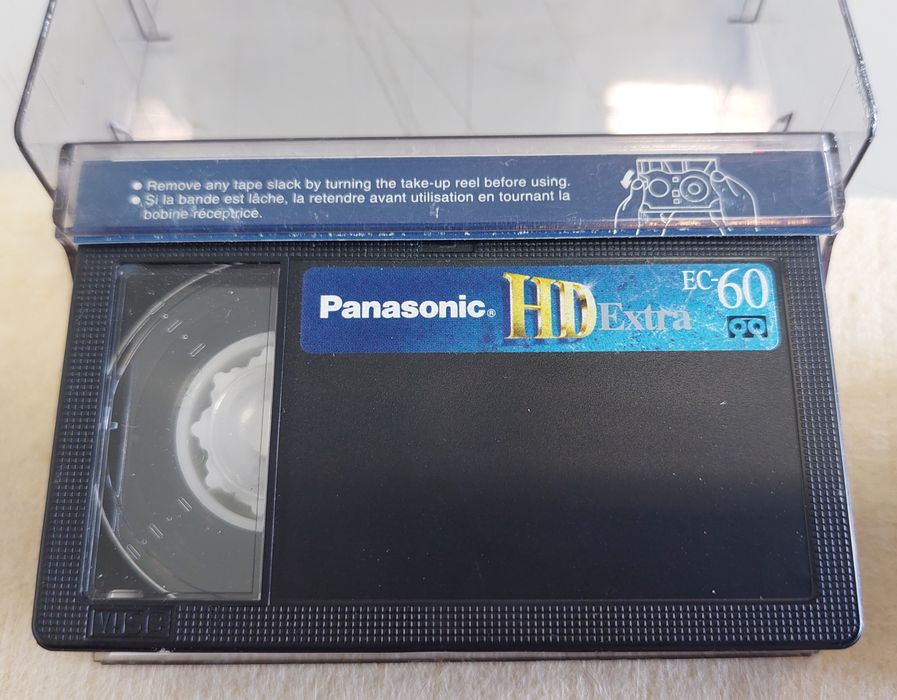 ● Remove any tape slack by turning the take-up reel before using.
● Si la bande est lâche, la retendre avant utilisation en tournant la
bobine réceptrice.
Panasonic® HD Extra EC-60